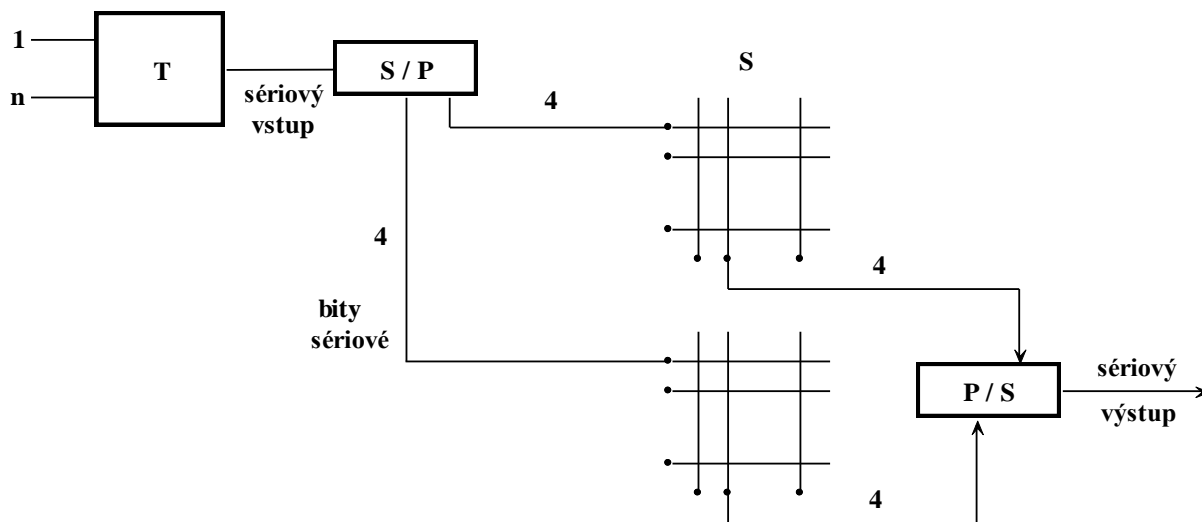 1
n
T
sériový
vstup
S / P
4
S
4
bity
sériové
4
P / S
sériový
výstup
4